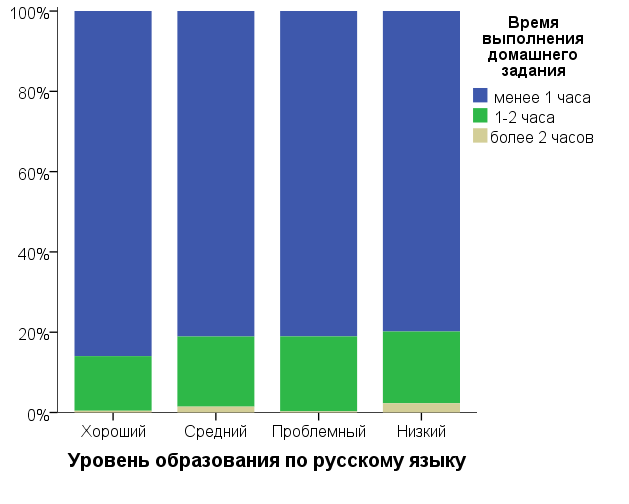 100%
80%
60%
40%
20%
0%
Хороший
Средний
Проблемный
Низкий
Уровень образования по русскому языку
Время
выполнения
домашнего
задания
менее 1 часа
1-2 часа
более 2 часов